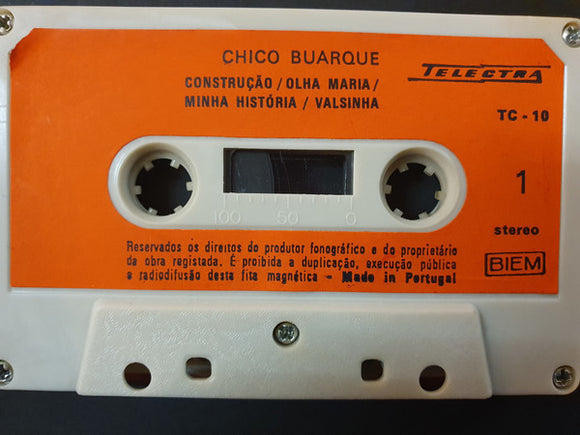 CHICO BUARQUE
CONSTRUÇÃO / OLHA MARIA /
MINHA HISTÓRIA / VALSINHA
TELECTRA
TC - 10
1
stereo
100 50 0
Reservados os direitos do produtor fonográfico e do proprietário
da obra registada. É proibida a duplicação, execução pública
e radiodifusão desta fita magnética - Made in Portugal
BIEM